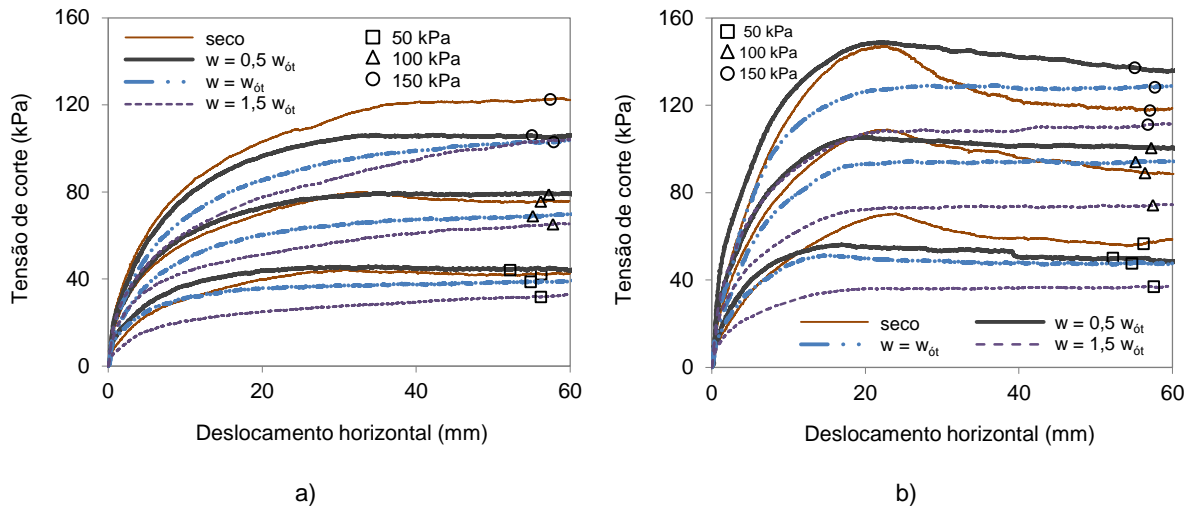 160
120
80
40
0
0
20
40
60
Tensão de corte (kPa)
Deslocamento horizontal (mm)
seco
w = 0,5 wót
w = wót
w = 1,5 wót
50 kPa
100 kPa
150 kPa
a)
160
120
80
40
0
0
20
40
60
Tensão de corte (kPa)
Deslocamento horizontal (mm)
50 kPa
100 kPa
150 kPa
seco
w = 0,5 wót
w = wót
w = 1,5 wót
b)